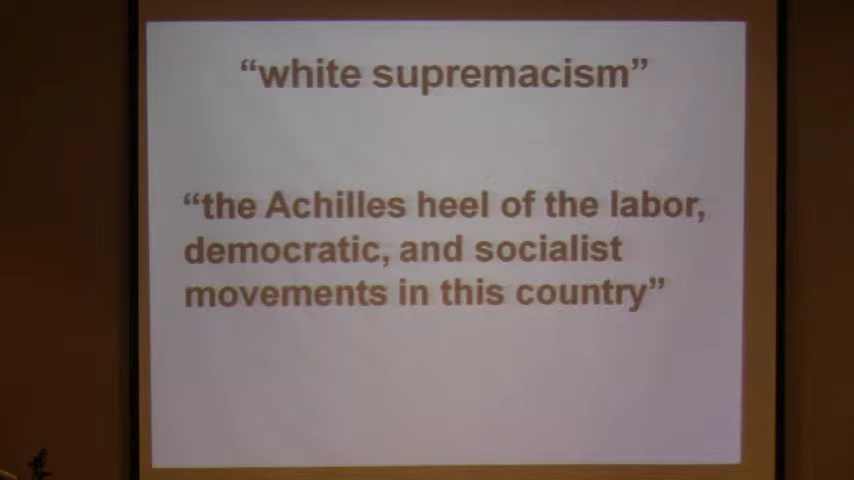 “white supremacism”
“the Achilles heel of the labor,
democratic, and socialist
movements in this country”